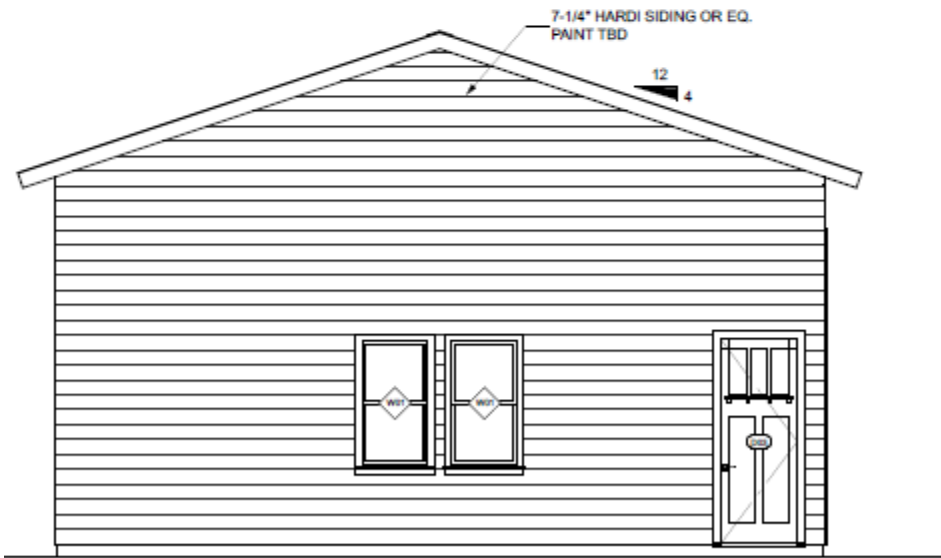 7-1/4" HARDI SIDING OR EQ.
PAINT TBD
12
4
W01
W01